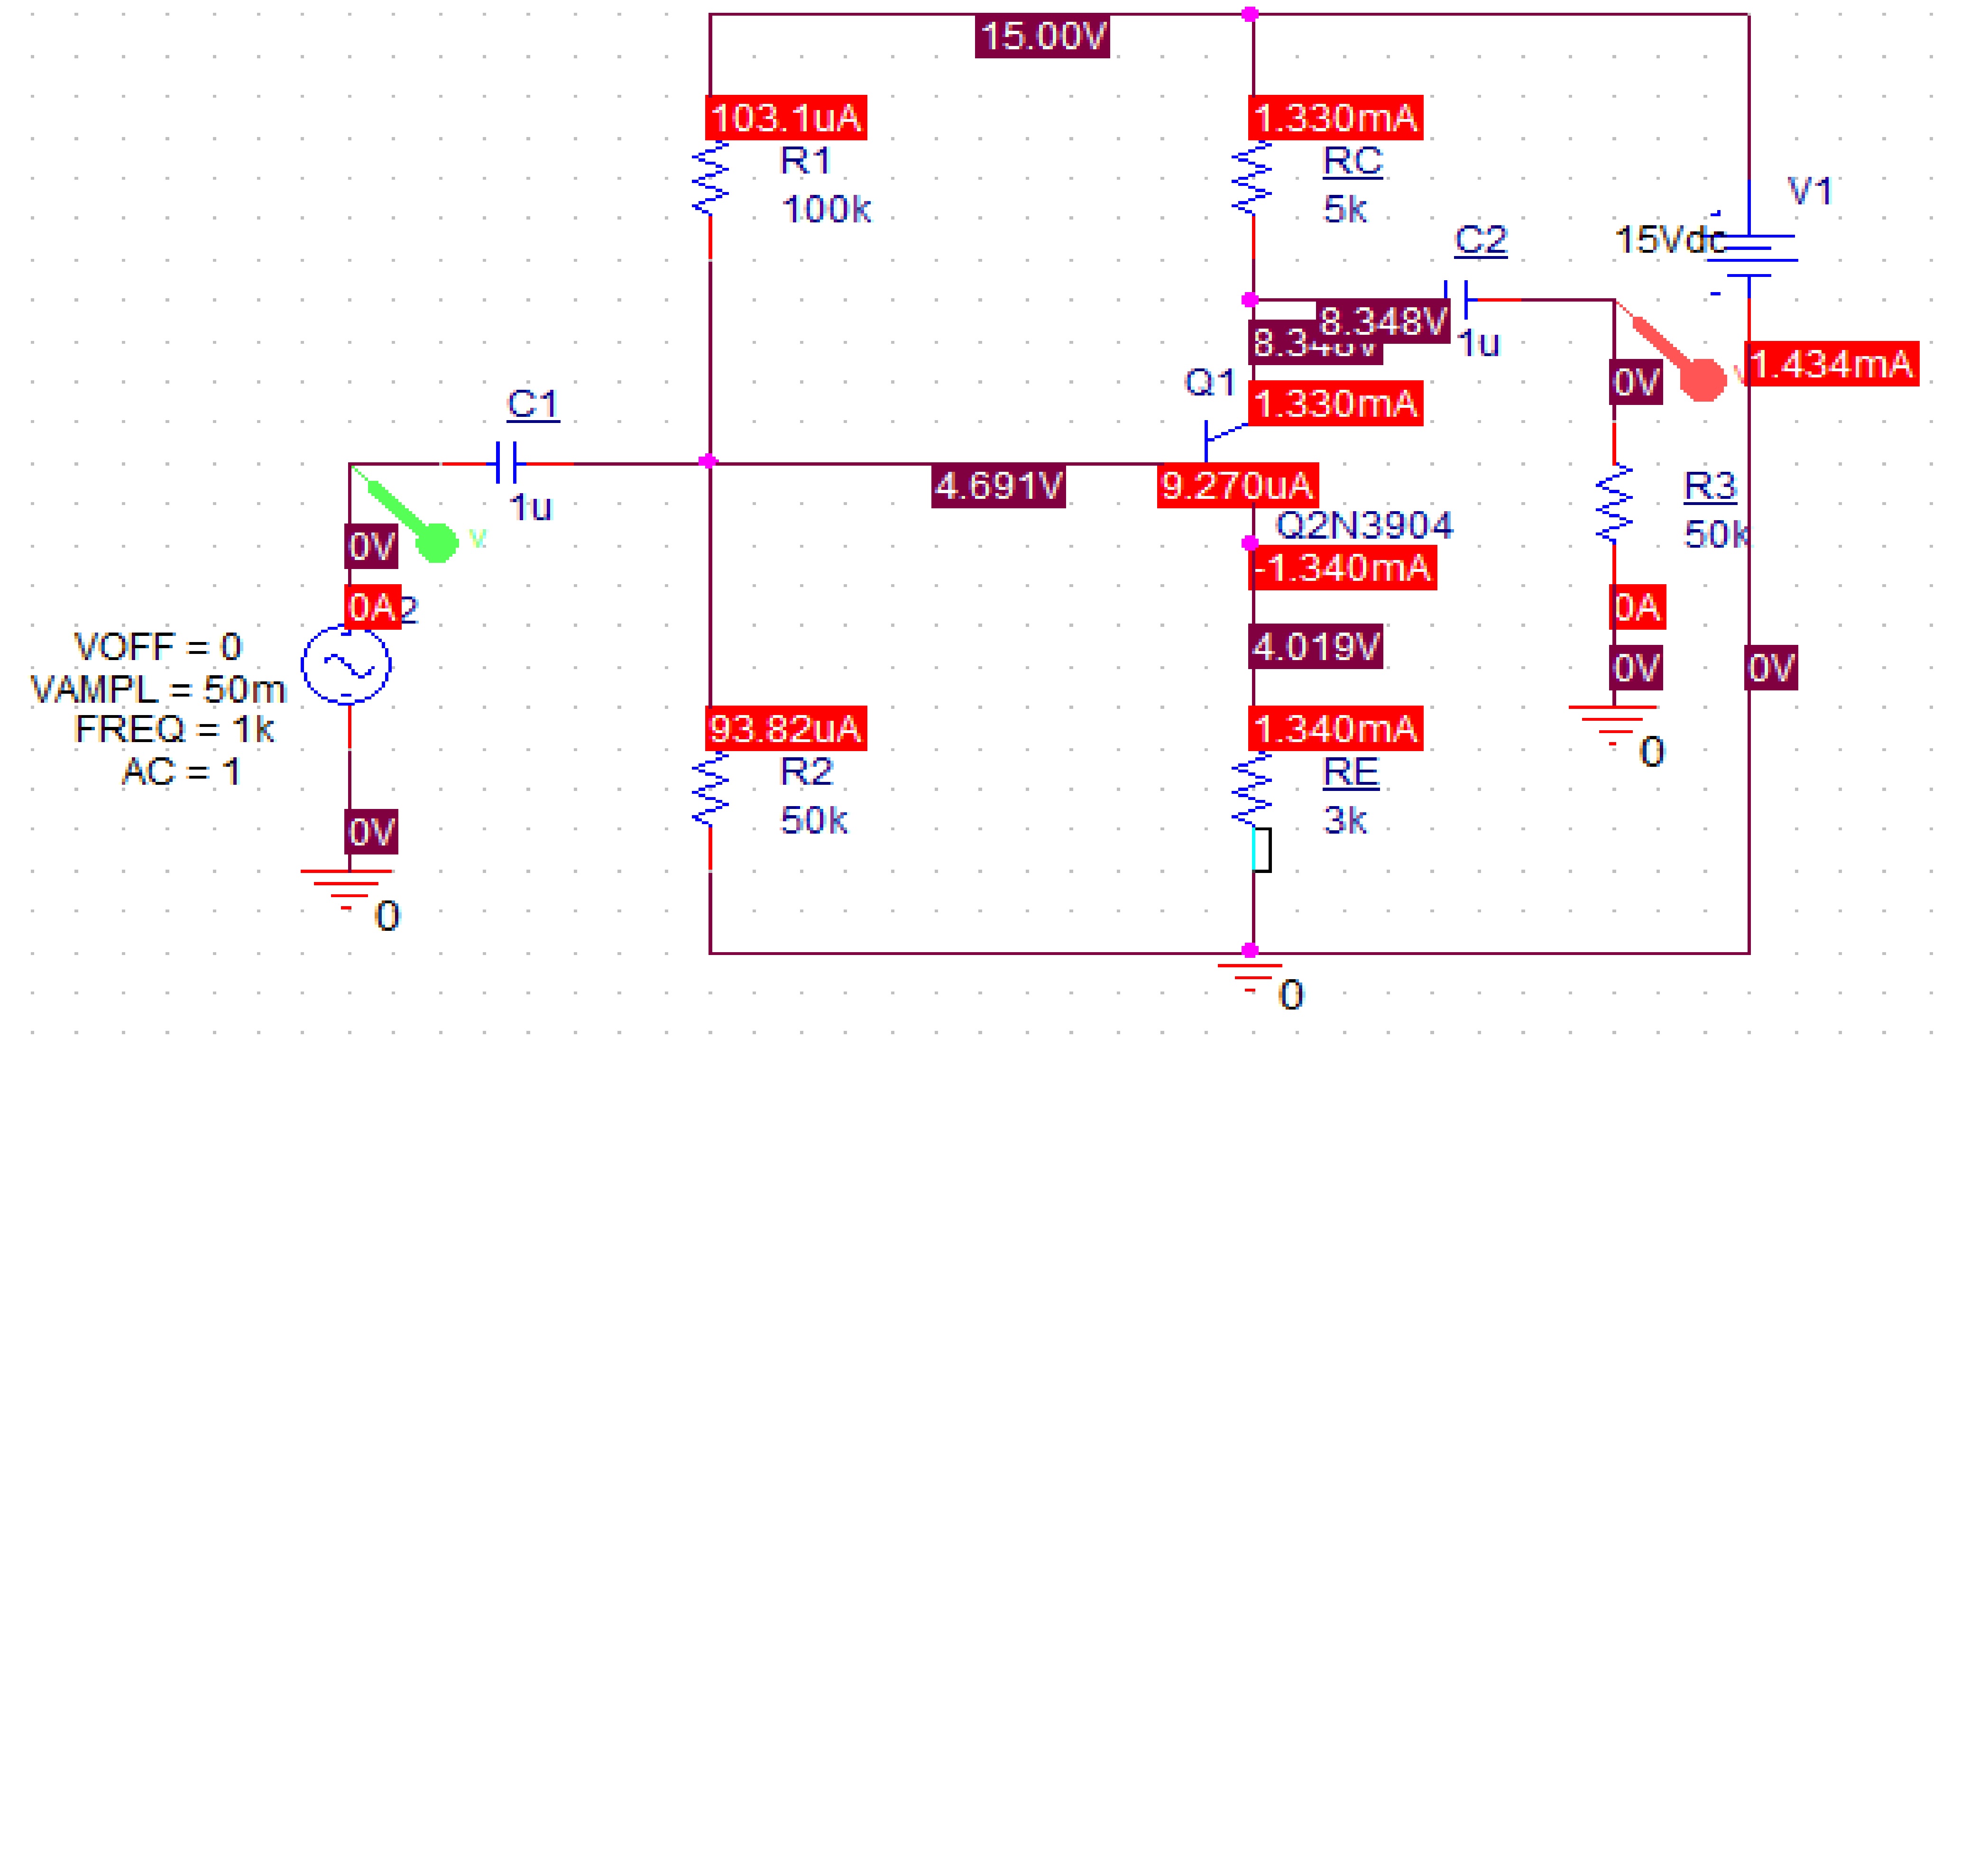 15.00V
103.1uA
R1
100k
1.330mA
RC
5k
V1
15Vdc
C2
8.348V
8.348V
1u
1.434mA
0V
v
Q1
1.330mA
C1
1u
4.691V
9.270uA
Q2N3904
-1.340mA
R3
50k
v
0V
0A
2
VOFF = 0
VAMPL = 50m
FREQ = 1k
AC = 1
0V
0
4.019V
0A
0V
0
0V
93.82uA
R2
50k
1.340mA
RE
3k
0